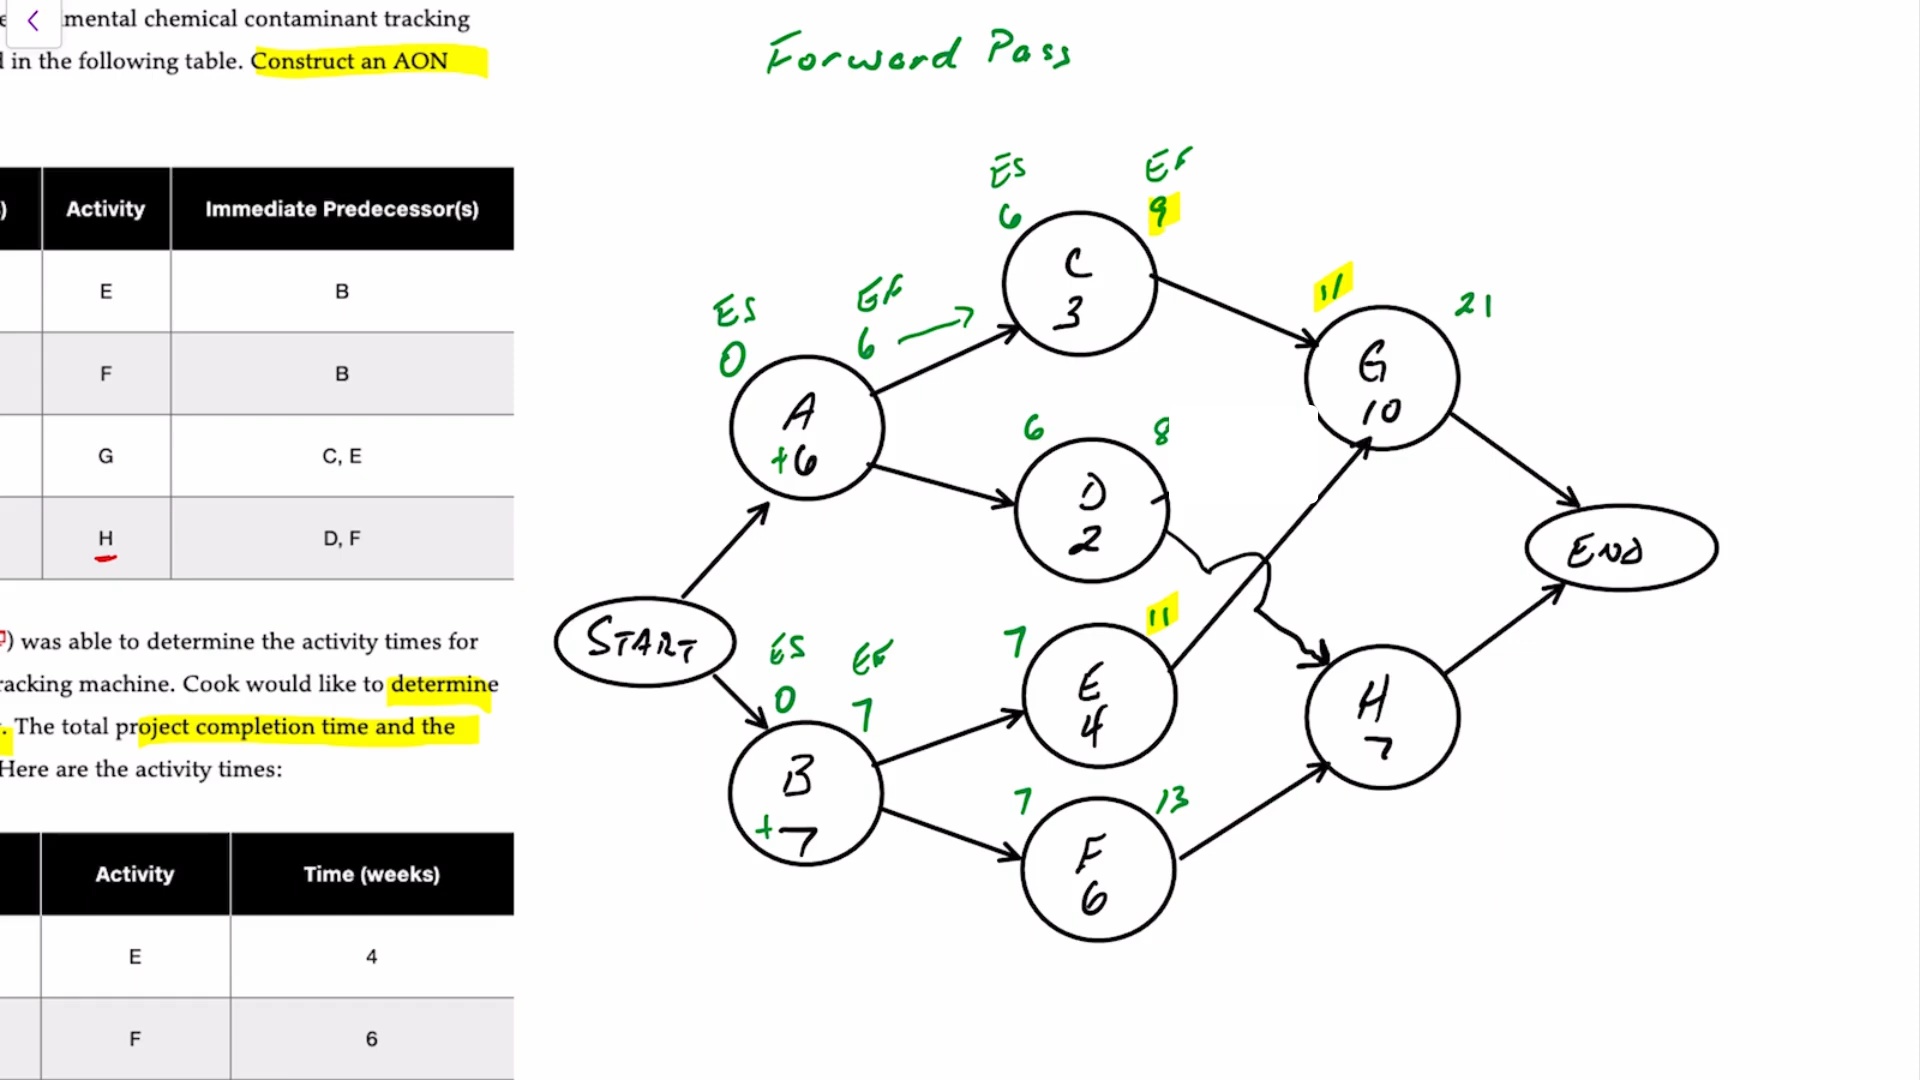 mental chemical contaminant tracking
in the following table. Construct an AON
Activity Immediate Predecessor(s)
E B
F B
G C, E
H D, F
) was able to determine the activity times for
racking machine. Cook would like to determine
. The total project completion time and the
Here are the activity times:
Activity Time (weeks)
E 4
F 6
Forward Pass
ES EF
6 9
C
3
ES EF
0 6
A
+6
11 21
G
10
6 8
D
2
START
END
ES EF
0 7
B
+7
7 11
E
4
H
7
7 13
F
6